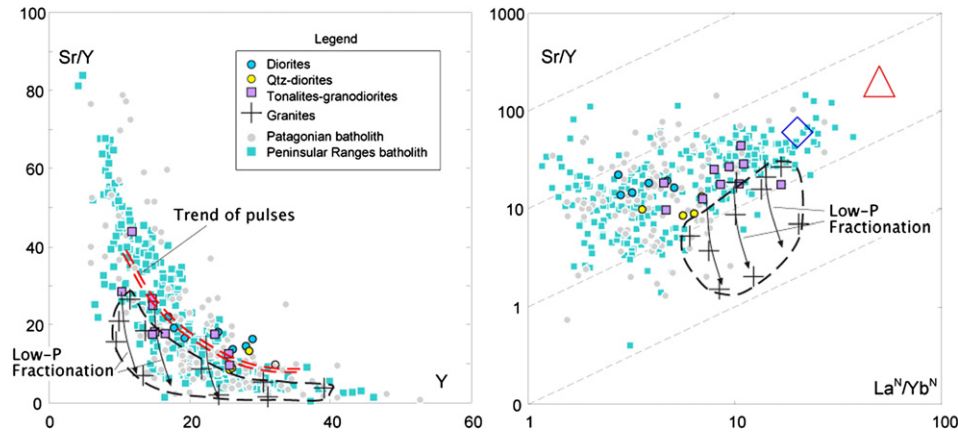 100
80
60
40
20
0
Sr/Y
Legend
Diorites
Qtz-diorites
Tonalites-granodiorites
Granites
Patagonian batholith
Peninsular Ranges batholith
Trend of pulses
Low-P
Fractionation
Y
0
20
40
60
1000
100
10
1
0
Sr/Y
Low-P
Fractionation
Laᴺ/Ybᴺ
1
10
100